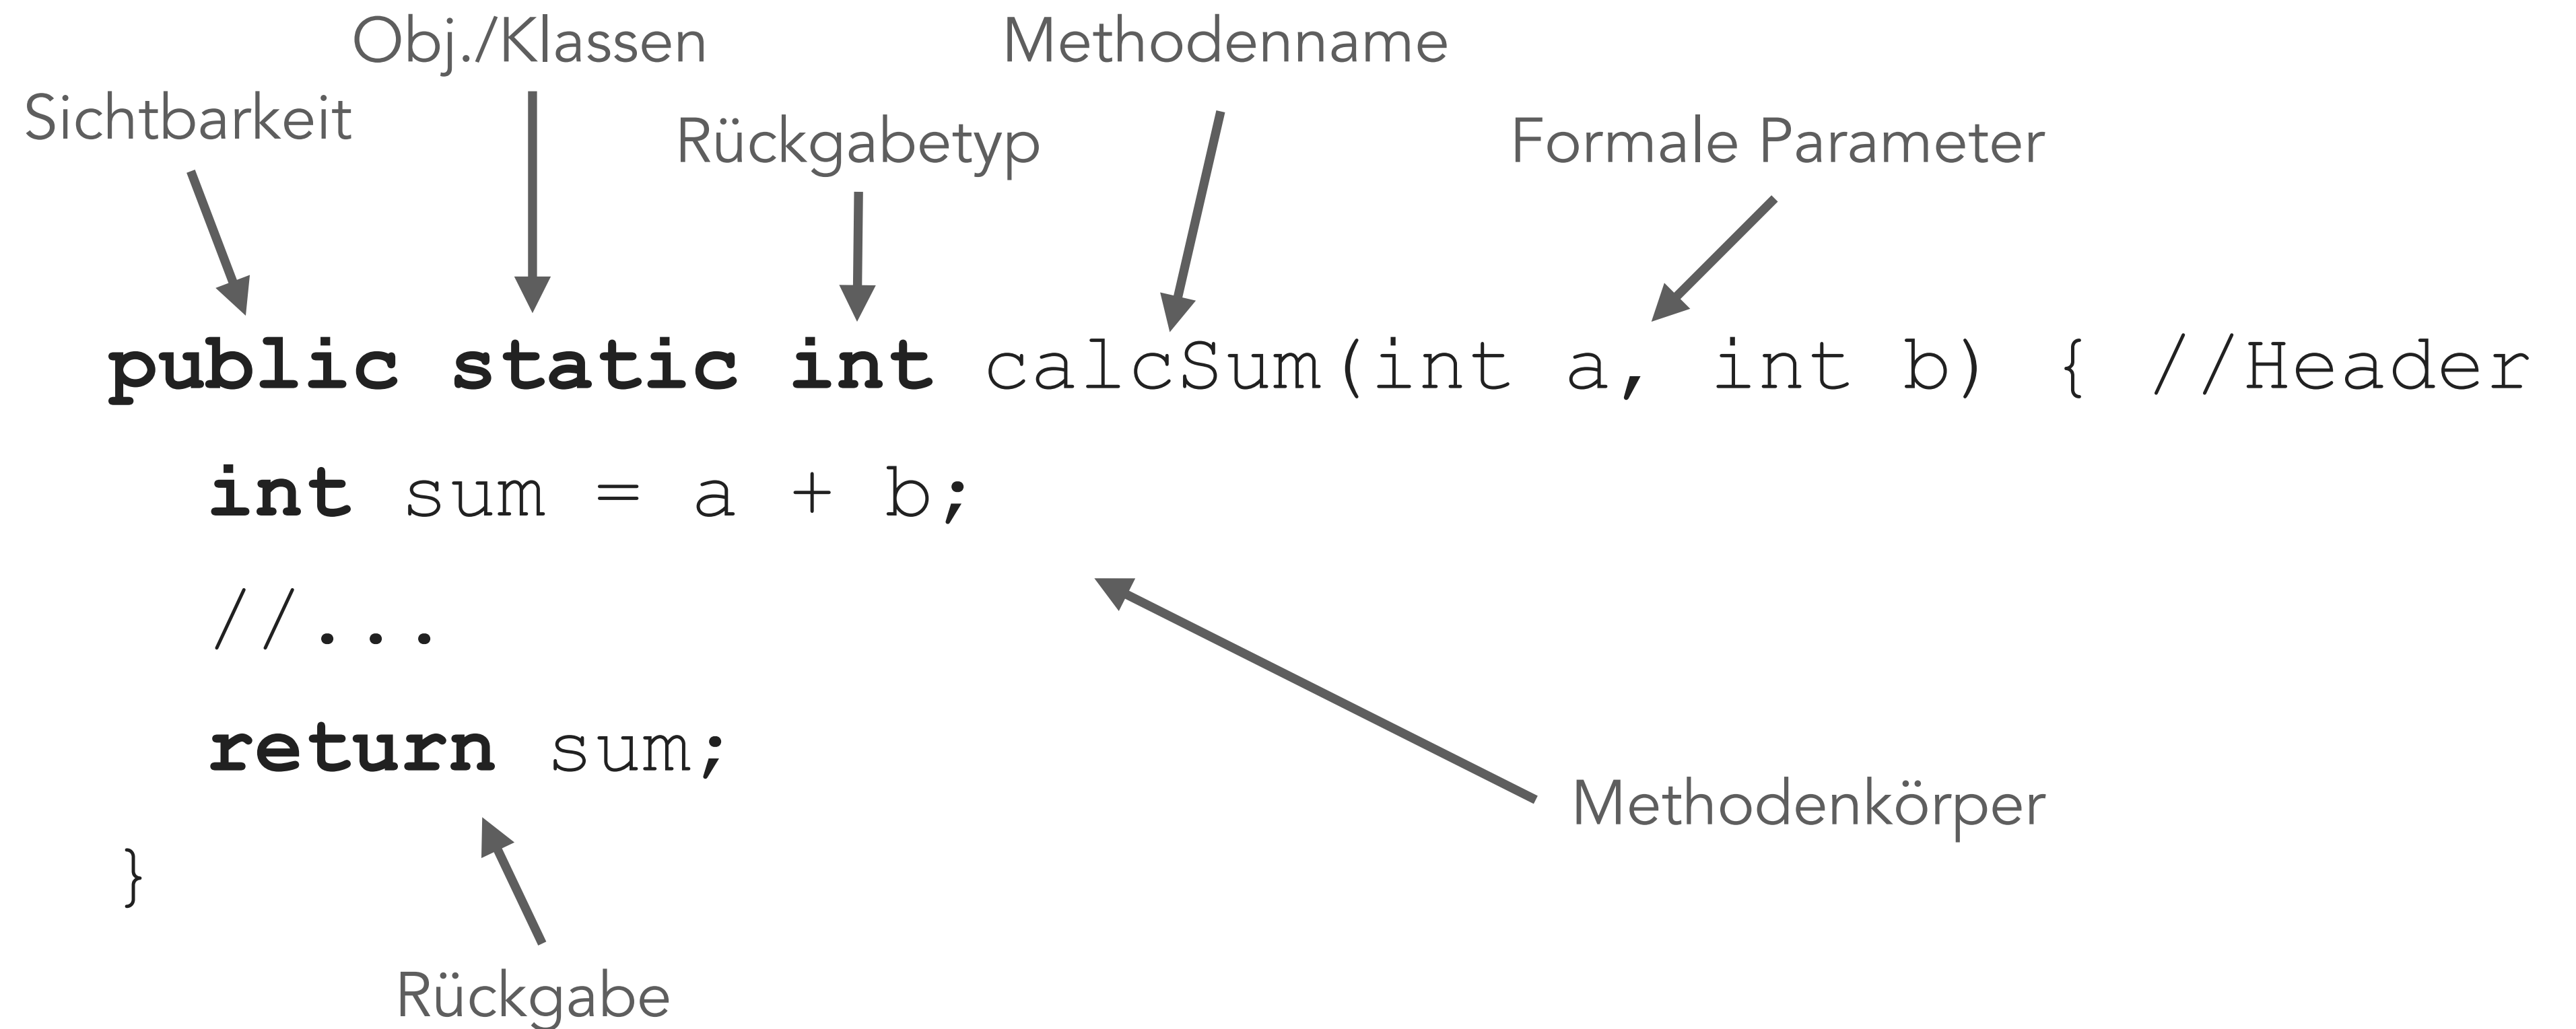 Obj./Klassen
Methodenname
Sichtbarkeit
Rückgabetyp
Formale Parameter
public static int calcSum(int a, int b) { //Header
int sum = a + b;
//...
return sum;
Methodenkörper
}
Rückgabe